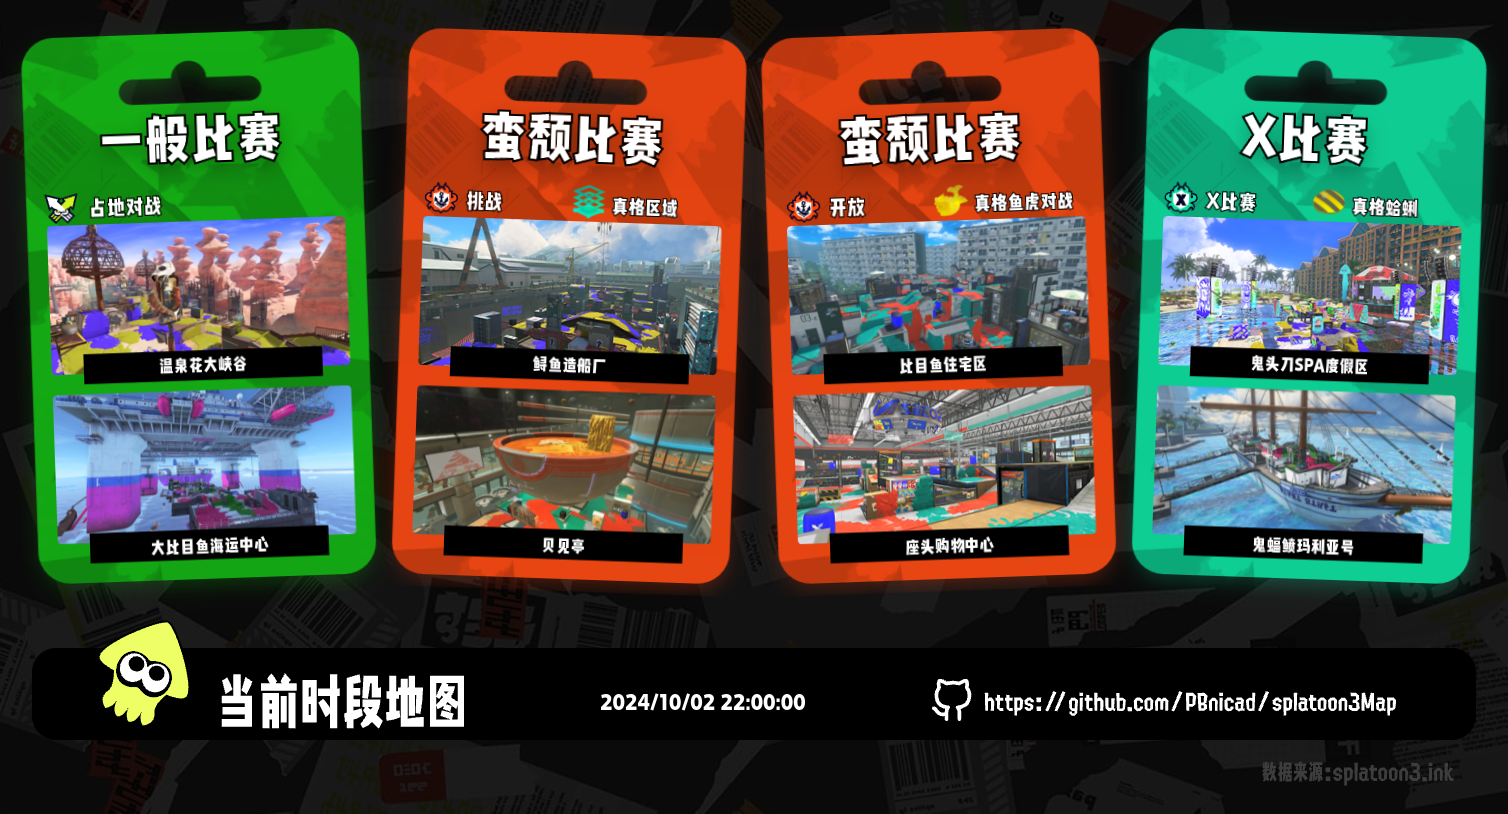 一般比赛
占地对战
温泉花大峡谷
大比目鱼海运中心
蛮颓比赛
挑战
真格区域
鲟鱼造船厂
贝见亭
蛮颓比赛
开放
真格鱼虎对战
比目鱼住宅区
座头购物中心
X比赛
X比赛
真格蛤蜊
鬼头刀SPA度假区
鬼蝠鲼玛利亚号
当前时段地图
2024/10/02 22:00:00
https://github.com/PBnicad/splatoon3Map
数据来源:splatoon3.ink